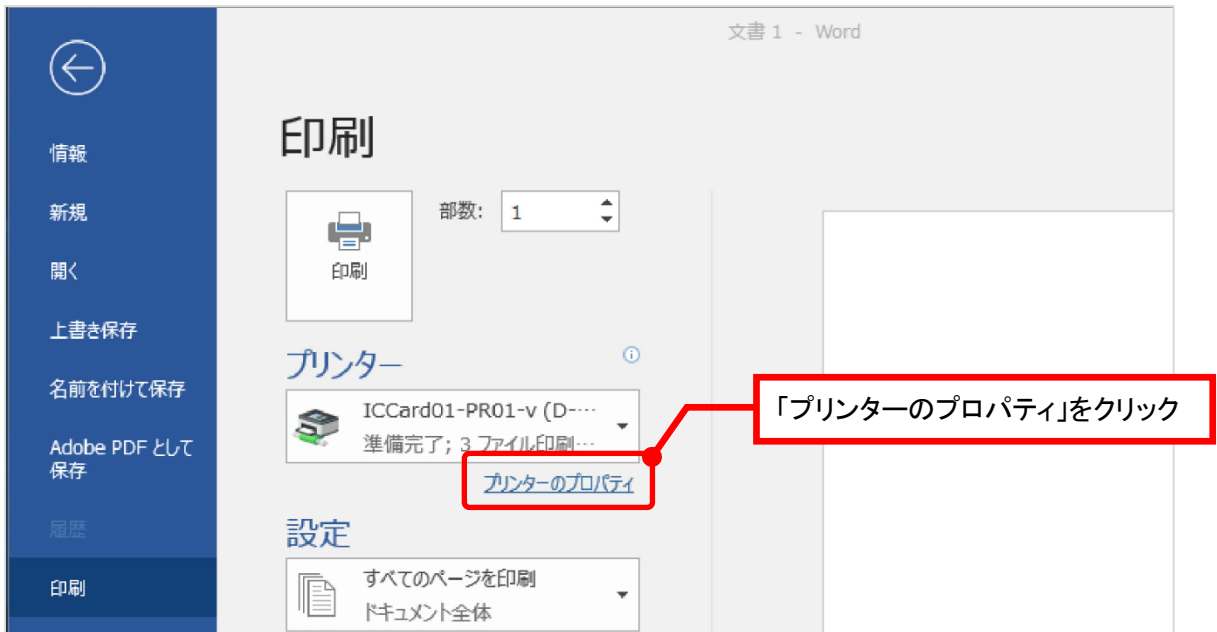 文書 1 - Word
情報
新規
開く
上書き保存
名前を付けて保存
Adobe PDF として
保存
履歴
印刷
印刷
部数: 1
印刷
プリンター
ICCard01-PR01-v (D-…
準備完了; 3 ファイル印刷…
プリンターのプロパティ
「プリンターのプロパティ」をクリック
設定
すべてのページを印刷
ドキュメント全体